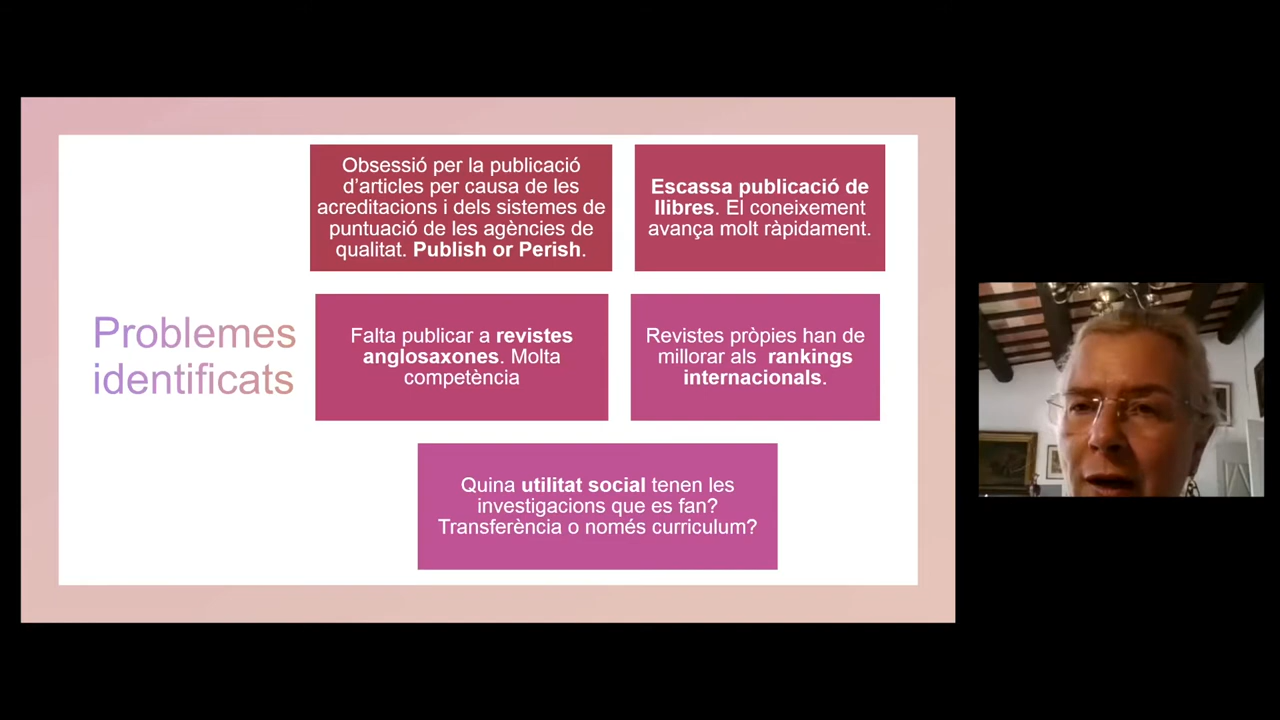 Problemes
identificats
Obsessió per la publicació
d’articles per causa de les
acreditacions i dels sistemes de
puntuació de les agències de
qualitat. Publish or Perish.
Escassa publicació de
llibres. El coneixement
avança molt ràpidament.
Falta publicar a revistes
anglosaxones. Molta
competència
Revistes pròpies han de
millorar als rankings
internacionals.
Quina utilitat social tenen les
investigacions que es fan?
Transferència o només curriculum?